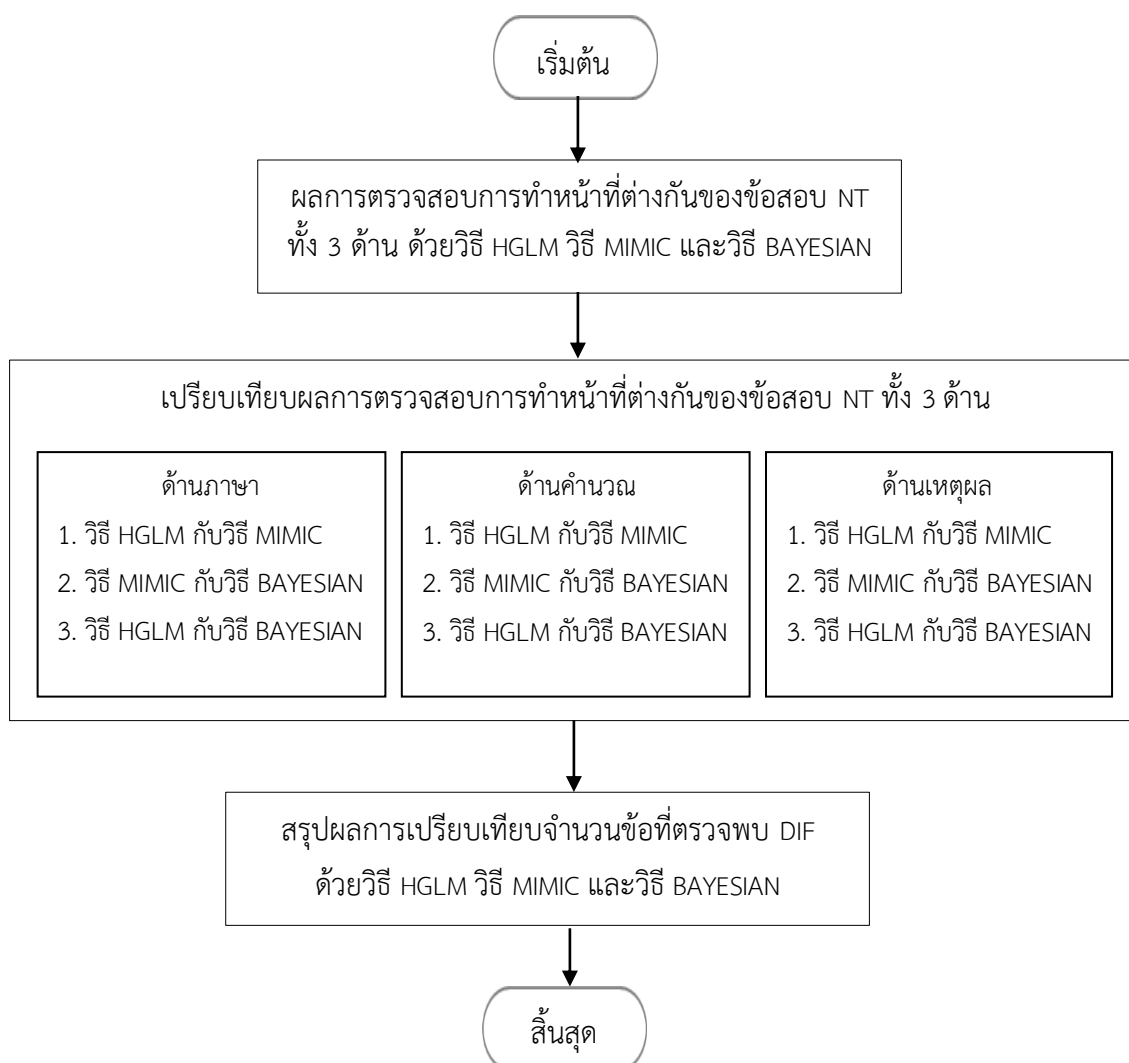 เริ่มต้น
ผลการตรวจสอบการทำหน้าที่ต่างกันของข้อสอบ NT
ทั้ง 3 ด้าน ด้วยวิธี HGLM วิธี MIMIC และวิธี BAYESIAN
เปรียบเทียบผลการตรวจสอบการทำหน้าที่ต่างกันของข้อสอบ NT ทั้ง 3 ด้าน
ด้านภาษา
1. วิธี HGLM กับวิธี MIMIC
2. วิธี MIMIC กับวิธี BAYESIAN
3. วิธี HGLM กับวิธี BAYESIAN
ด้านคำนวณ
1. วิธี HGLM กับวิธี MIMIC
2. วิธี MIMIC กับวิธี BAYESIAN
3. วิธี HGLM กับวิธี BAYESIAN
ด้านเหตุผล
1. วิธี HGLM กับวิธี MIMIC
2. วิธี MIMIC กับวิธี BAYESIAN
3. วิธี HGLM กับวิธี BAYESIAN
สรุปผลการเปรียบเทียบจำนวนข้อที่ตรวจพบ DIF
ด้วยวิธี HGLM วิธี MIMIC และวิธี BAYESIAN
สิ้นสุด